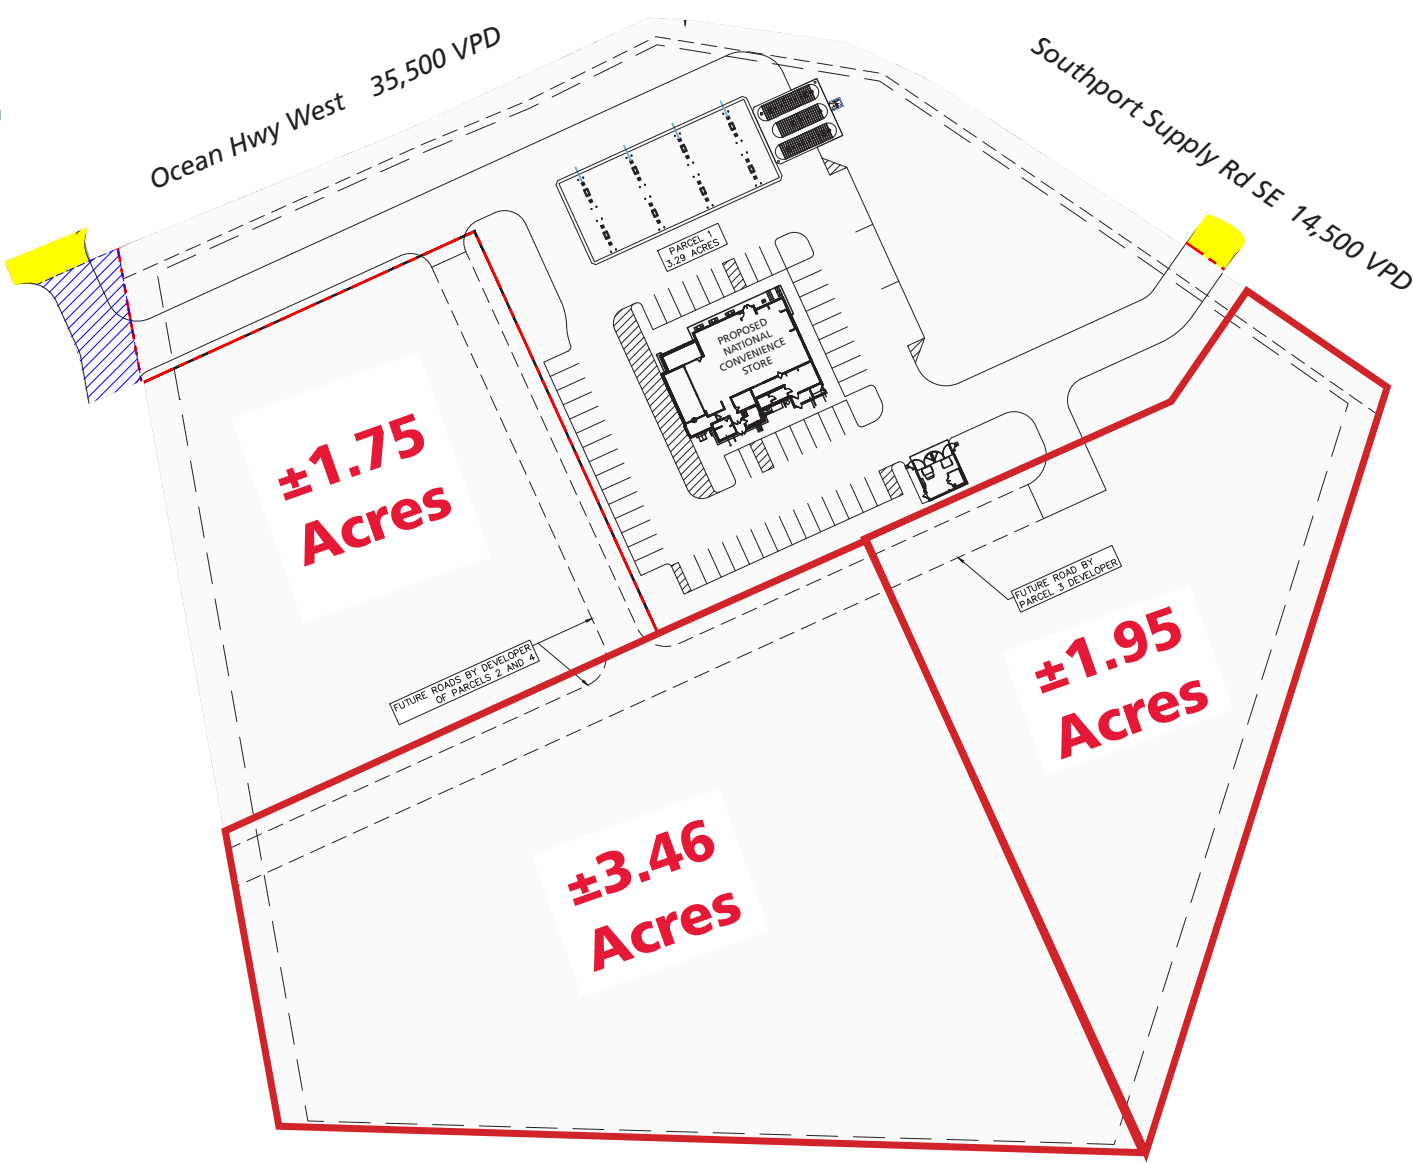 Ocean Hwy West 35,500 VPD
Southport Supply Rd SE 14,500 VPD
PARCEL 1
3.29 ACRES
PROPOSED
NATIONAL
CONVENIENCE
STORE
±1.75
Acres
FUTURE ROAD BY
PARCEL 3 DEVELOPER
±1.95
Acres
FUTURE ROADS BY DEVELOPER
OF PARCELS 2 AND 4
±3.46
Acres